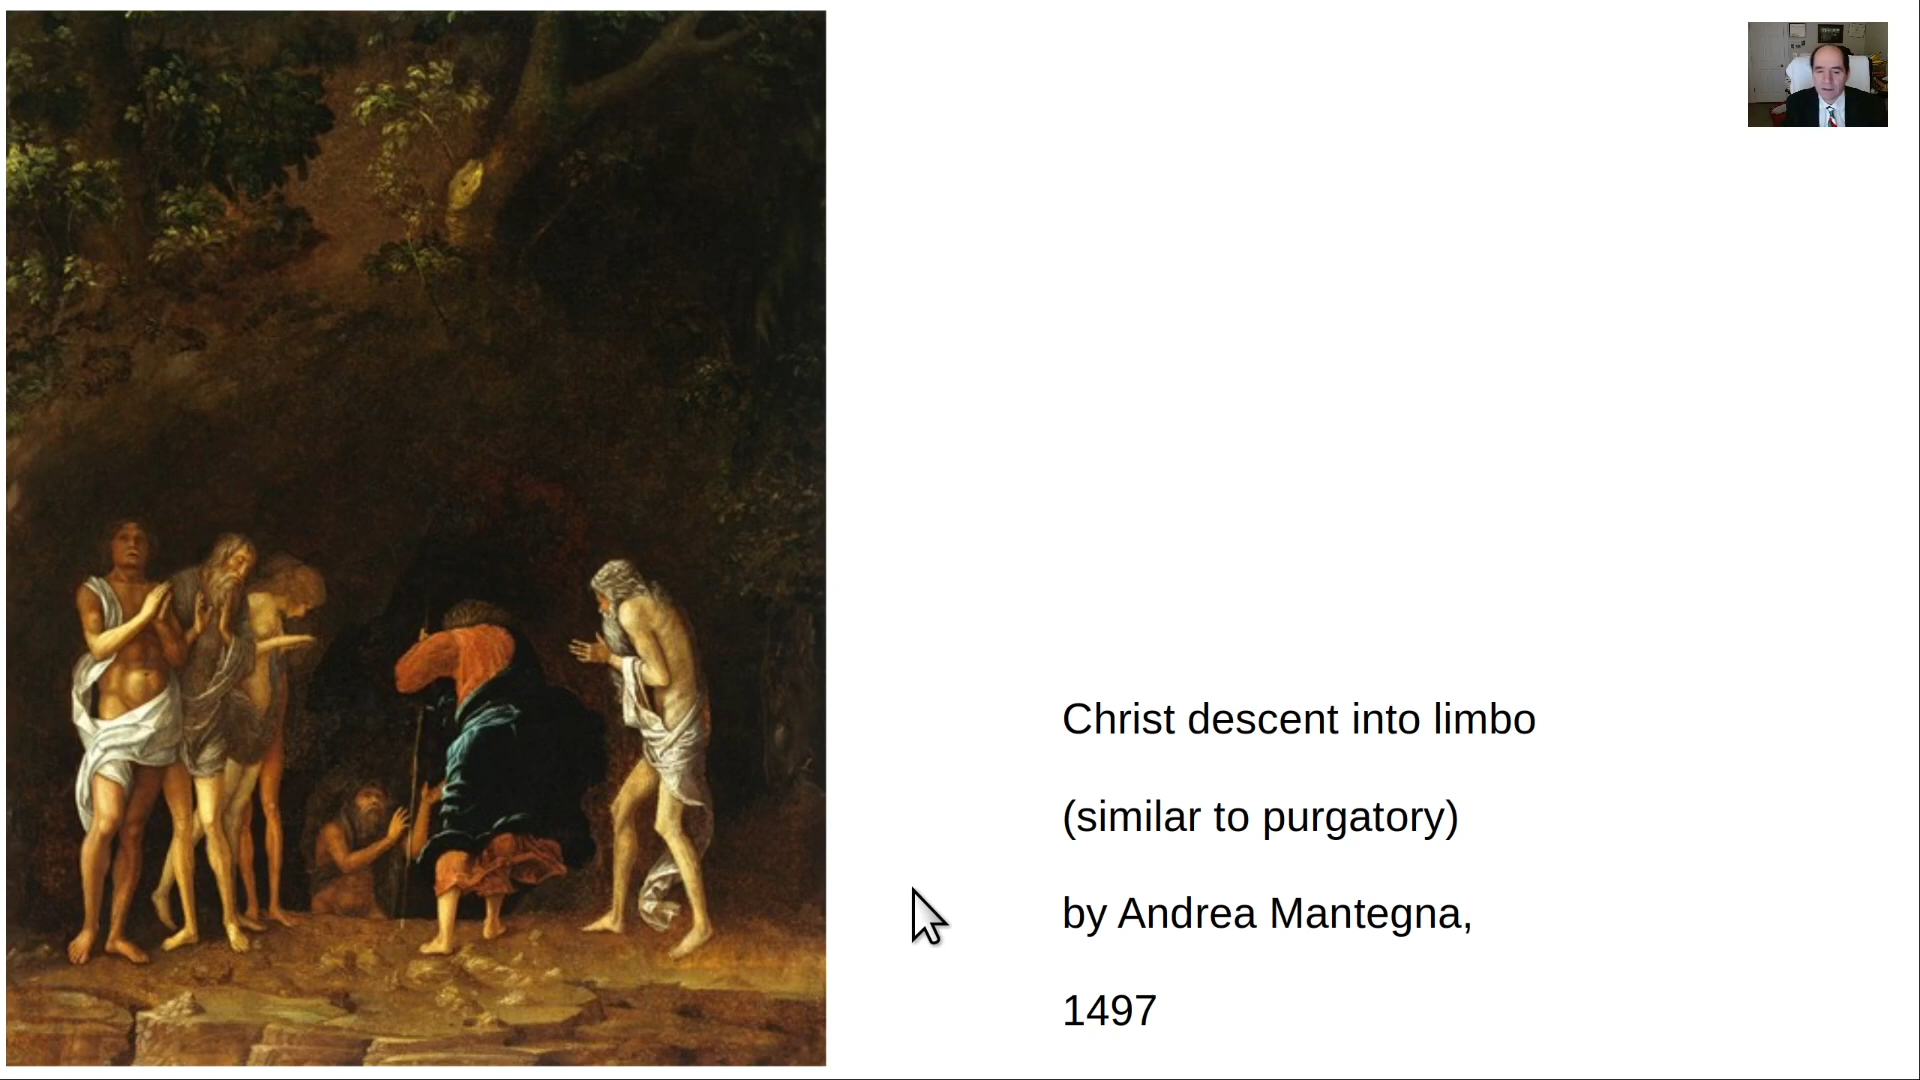 Christ descent into limbo
(similar to purgatory)
by Andrea Mantegna,
1497